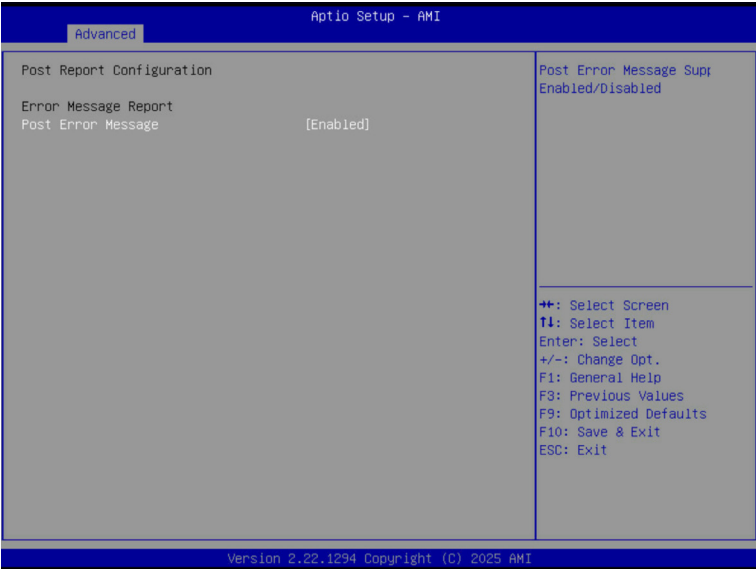 Aptio Setup – AMI
Advanced
Post Report Configuration
Error Message Report
Post Error Message [Enabled]
Post Error Message
Enabled/Disabled
→←: Select Screen
↑↓: Select Item
Enter: Select
+/-: Change Opt.
F1: General Help
F3: Previous Values
F9: Optimized Defaults
F10: Save & Exit
ESC: Exit
Version 2.22.1294 Copyright (C) 2025 AMI